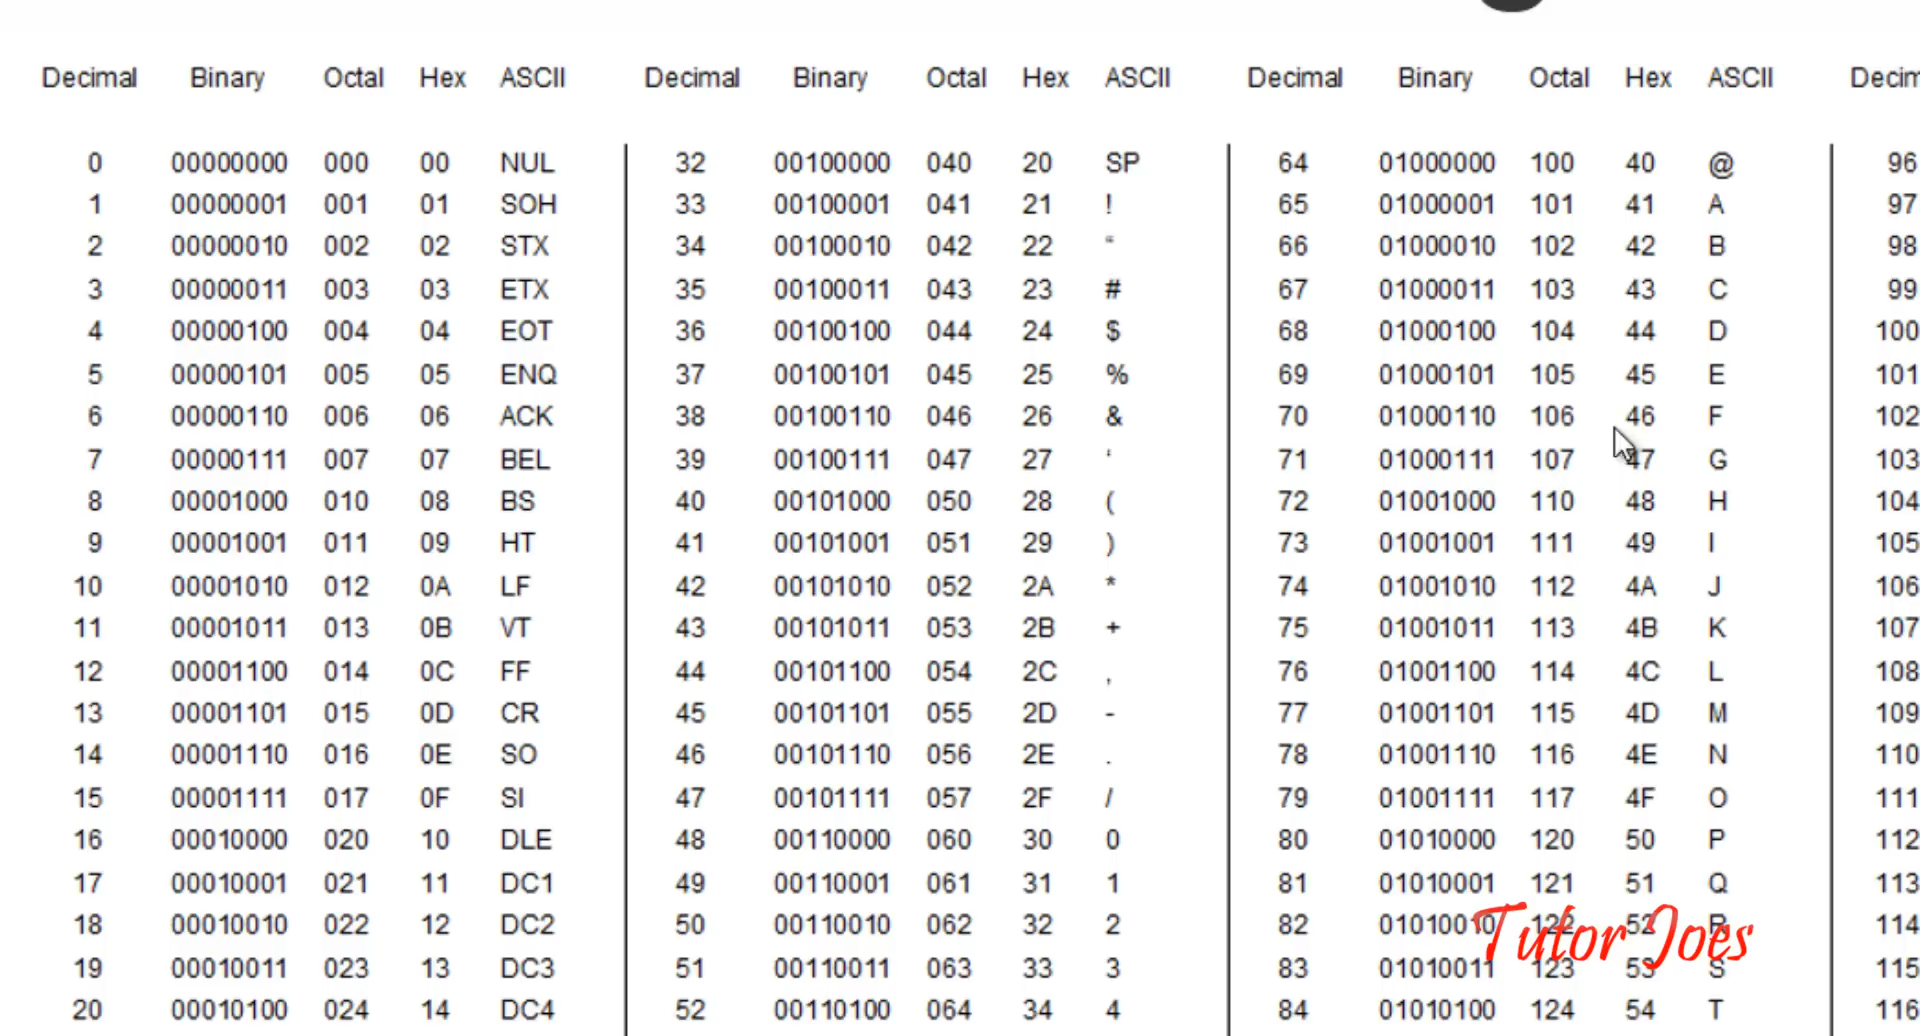 Decimal Binary Octal Hex ASCII Decimal Binary Octal Hex ASCII Decimal Binary Octal Hex ASCII Decim
0 00000000 000 00 NUL 32 00100000 040 20 SP 64 01000000 100 40 @ 96
1 00000001 001 01 SOH 33 00100001 041 21 ! 65 01000001 101 41 A 97
2 00000010 002 02 STX 34 00100010 042 22 " 66 01000010 102 42 B 98
3 00000011 003 03 ETX 35 00100011 043 23 # 67 01000011 103 43 C 99
4 00000100 004 04 EOT 36 00100100 044 24 $ 68 01000100 104 44 D 100
5 00000101 005 05 ENQ 37 00100101 045 25 % 69 01000101 105 45 E 101
6 00000110 006 06 ACK 38 00100110 046 26 & 70 01000110 106 46 F 102
7 00000111 007 07 BEL 39 00100111 047 27 ' 71 01000111 107 47 G 103
8 00001000 010 08 BS 40 00101000 050 28 ( 72 01001000 110 48 H 104
9 00001001 011 09 HT 41 00101001 051 29 ) 73 01001001 111 49 I 105
10 00001010 012 0A LF 42 00101010 052 2A * 74 01001010 112 4A J 106
11 00001011 013 0B VT 43 00101011 053 2B + 75 01001011 113 4B K 107
12 00001100 014 0C FF 44 00101100 054 2C , 76 01001100 114 4C L 108
13 00001101 015 0D CR 45 00101101 055 2D - 77 01001101 115 4D M 109
14 00001110 016 0E SO 46 00101110 056 2E . 78 01001110 116 4E N 110
15 00001111 017 0F SI 47 00101111 057 2F / 79 01001111 117 4F O 111
16 00010000 020 10 DLE 48 00110000 060 30 0 80 01010000 120 50 P 112
17 00010001 021 11 DC1 49 00110001 061 31 1 81 01010001 121 51 Q 113
18 00010010 022 12 DC2 50 00110010 062 32 2 82 01010010 122 52 R 114
19 00010011 023 13 DC3 51 00110011 063 33 3 83 01010011 123 53 S 115
20 00010100 024 14 DC4 52 00110100 064 34 4 84 01010100 124 54 T 116
Tutor Joes